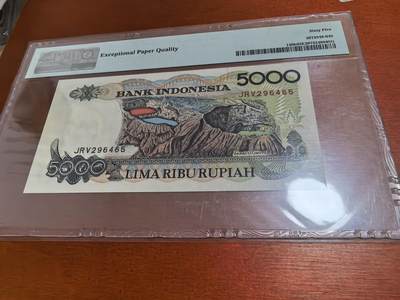 Exceptional Paper Quality
Sixty Five
5000
BANK INDONESIA
JRV296465
JRV296465
5000
LIMA RIBU RUPIAH